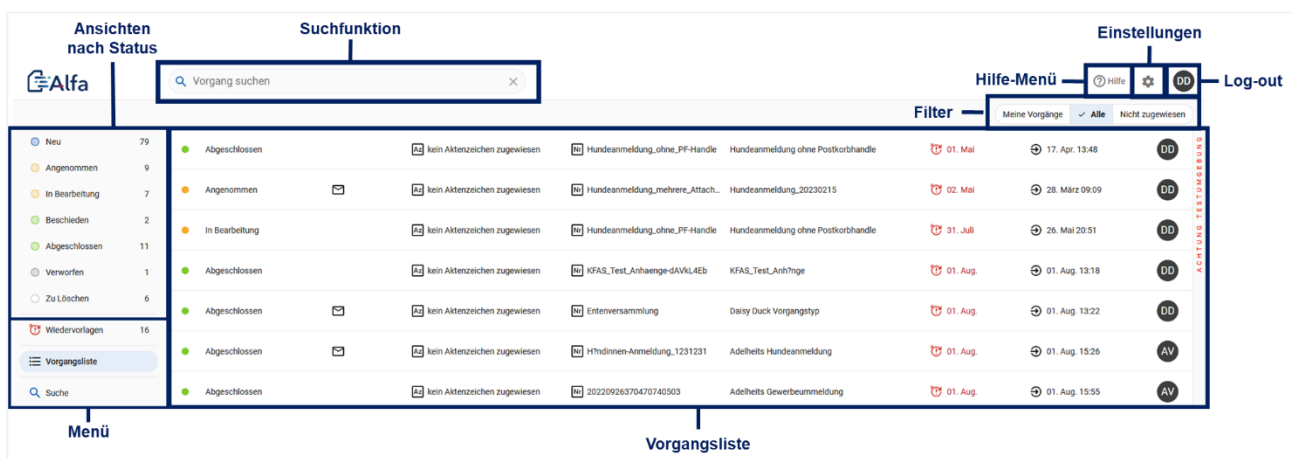 Ansichten
nach Status
Suchfunktion
Einstellungen
Alfa
Vorgang suchen
Hilfe-Menü
Hilfe
DD
Log-out
Filter
Meine Vorgänge
Alle
Nicht zugewiesen
Neu 79
Angenommen 9
In Bearbeitung 7
Beschieden 2
Abgeschlossen 11
Verworfen 1
Zu Löschen 6
Wiedervorlagen 16
Vorgangsliste
Suche
Menü
Abgeschlossen Az kein Aktenzeichen zugewiesen Nr Hundeanmeldung_ohne_PF-Handle Hundeanmeldung ohne Postkorbhandle 01. Mai 17. Apr. 13:48 DD
Angenommen Az kein Aktenzeichen zugewiesen Nr Hundeanmeldung_mehrere_Attach... Hundeanmeldung_20230215 02. Mai 28. März 09:09 DD
In Bearbeitung Az kein Aktenzeichen zugewiesen Nr Hundeanmeldung_ohne_PF-Handle Hundeanmeldung ohne Postkorbhandle 31. Juli 26. Mai 20:51 DD
Abgeschlossen Az kein Aktenzeichen zugewiesen Nr KFAS_Test_Anhaenge-dAVkL4Eb KFAS_Test_Anh?nge 01. Aug. 01. Aug. 13:18 DD
Abgeschlossen Az kein Aktenzeichen zugewiesen Nr Entenversammlung Daisy Duck Vorgangstyp 01. Aug. 01. Aug. 13:22 DD
Abgeschlossen Az kein Aktenzeichen zugewiesen Nr H?ndinnen-Anmeldung_1231231 Adelheits Hundeanmeldung 01. Aug. 01. Aug. 15:26 AV
Abgeschlossen Az kein Aktenzeichen zugewiesen Nr 20220926370470740503 Adelheits Gewerbeummeldung 01. Aug. 01. Aug. 15:55 AV
ACHTUNG TESTUMGEBUNG
Vorgangsliste